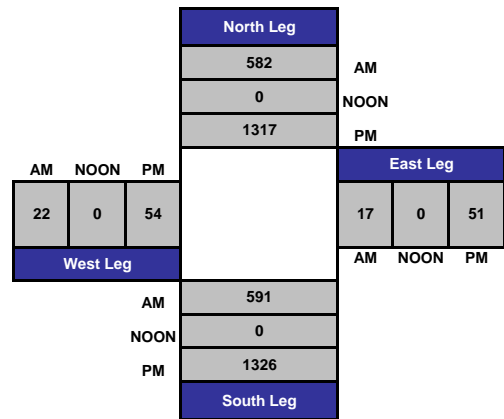 North Leg
582 AM
0 NOON
1317 PM
AM NOON PM
East Leg
22 0 54
17 0 51
West Leg
AM NOON PM
AM 591
NOON 0
PM 1326
South Leg